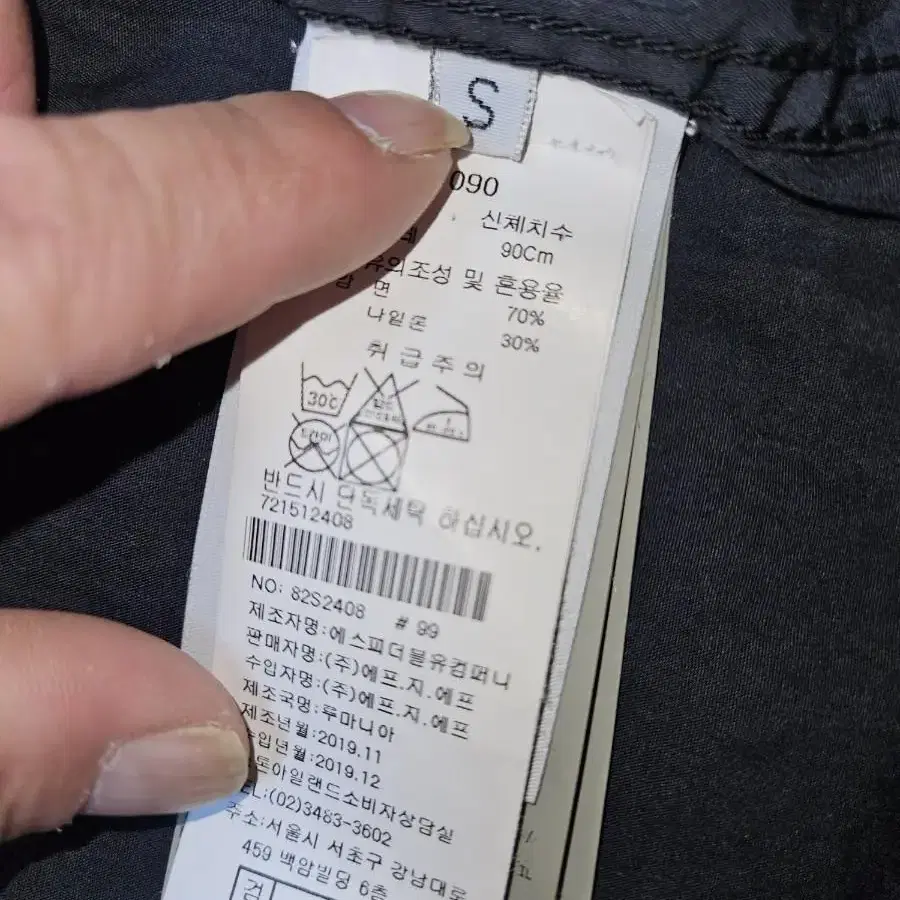 S
090
신체치수
90Cm
유의조성 및 혼용율
면 70%
나일론 30%
취급주의
30℃
드라이
반드시 단독세탁 하십시오.
721512408
NO: 82S2408 # 99
제조자명:에스피더블유컴퍼니
판매자명:(주)에프.지.에프
수입자명:(주)에프.지.에프
제조국명:루마니아
제조년월:2019.11
입년월:2019.12
토아일랜드소비자상담실
EL:(02)3483-3602
주소:서울시 서초구 강남대로
459 백암빌딩 6층
검